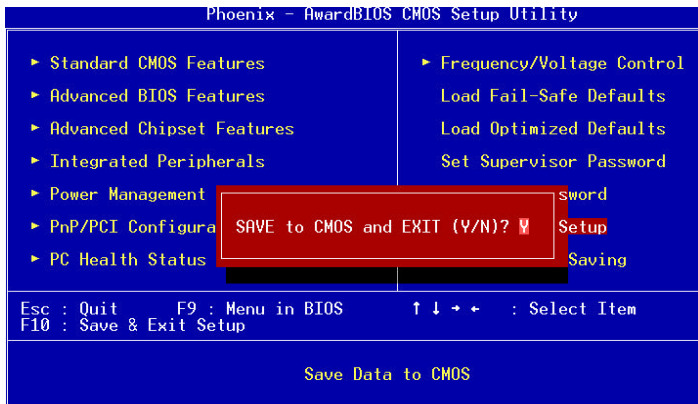 Phoenix - AwardBIOS CMOS Setup Utility
► Standard CMOS Features
► Advanced BIOS Features
► Advanced Chipset Features
► Integrated Peripherals
► Power Management
► PnP/PCI Configura
► PC Health Status
► Frequency/Voltage Control
Load Fail-Safe Defaults
Load Optimized Defaults
Set Supervisor Password
sword
Setup
Saving
SAVE to CMOS and EXIT (Y/N)? Y
Esc : Quit F9 : Menu in BIOS ↑ ↓ → ← : Select Item
F10 : Save & Exit Setup
Save Data to CMOS